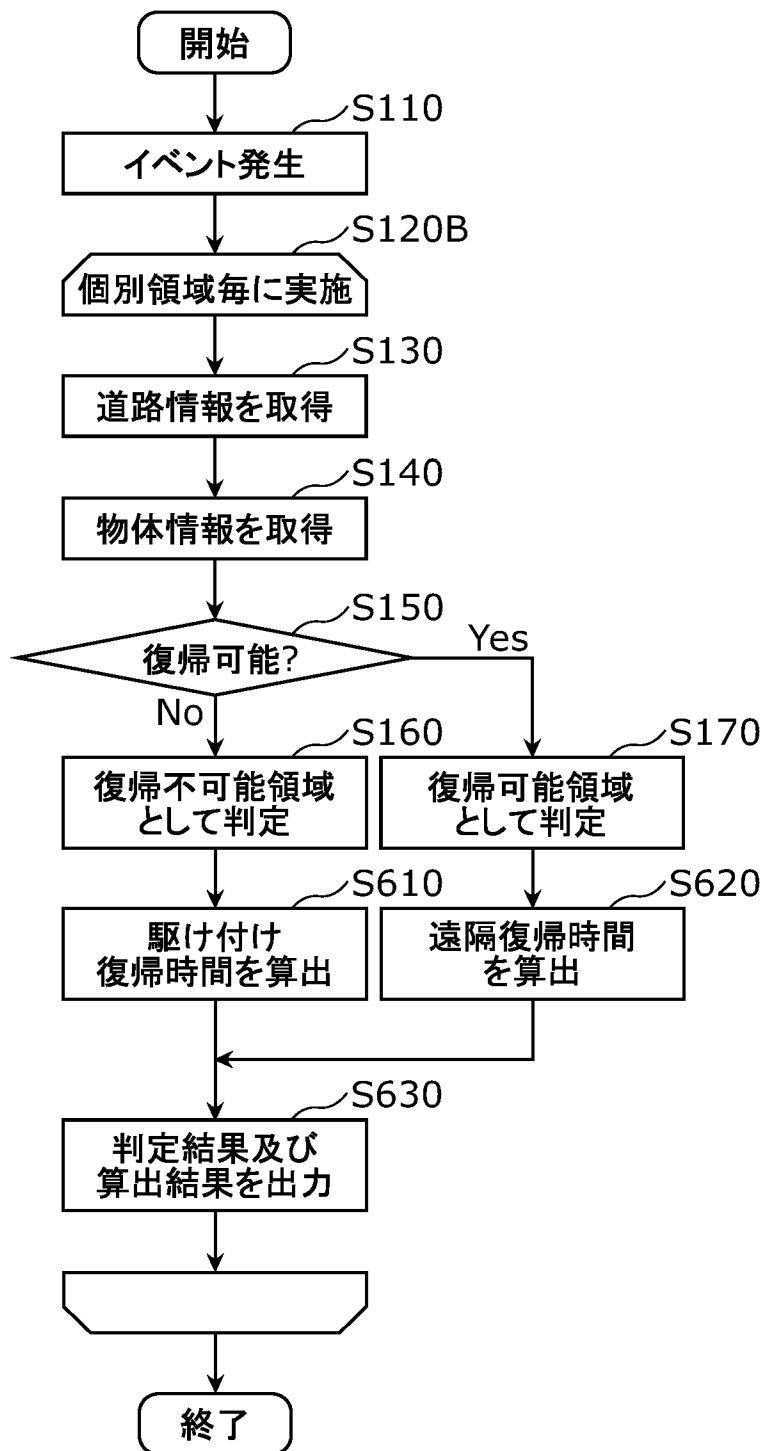 開始
S110
イベント発生
S120B
個別領域毎に実施
S130
道路情報を取得
S140
物体情報を取得
S150
復帰可能?
Yes
No
S160
復帰不可能領域
として判定
S170
復帰可能領域
として判定
S610
駆け付け
復帰時間を算出
S620
遠隔復帰時間
を算出
S630
判定結果及び
算出結果を出力
終了